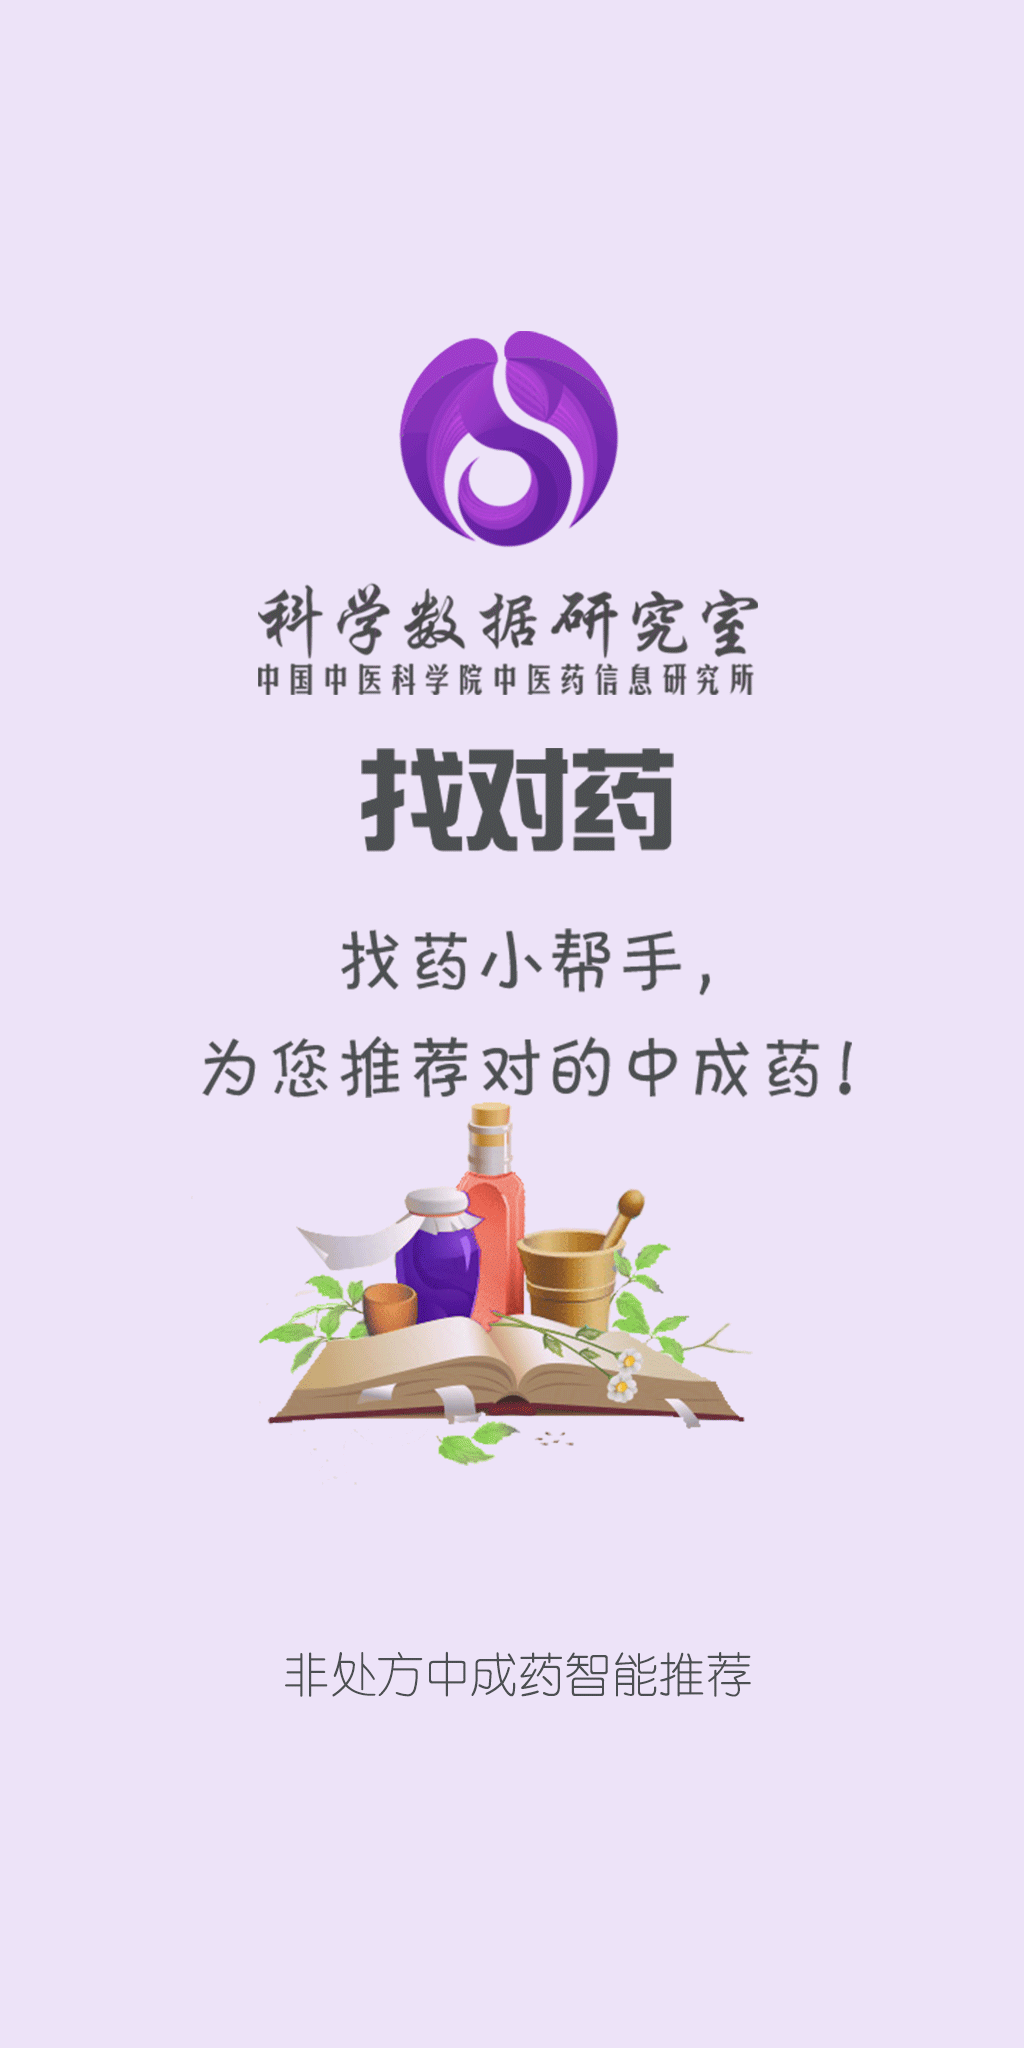 科学数据研究室
中国中医科学院中医药信息研究所
找对药
找药小帮手，
为您推荐对的中成药！
非处方中成药智能推荐